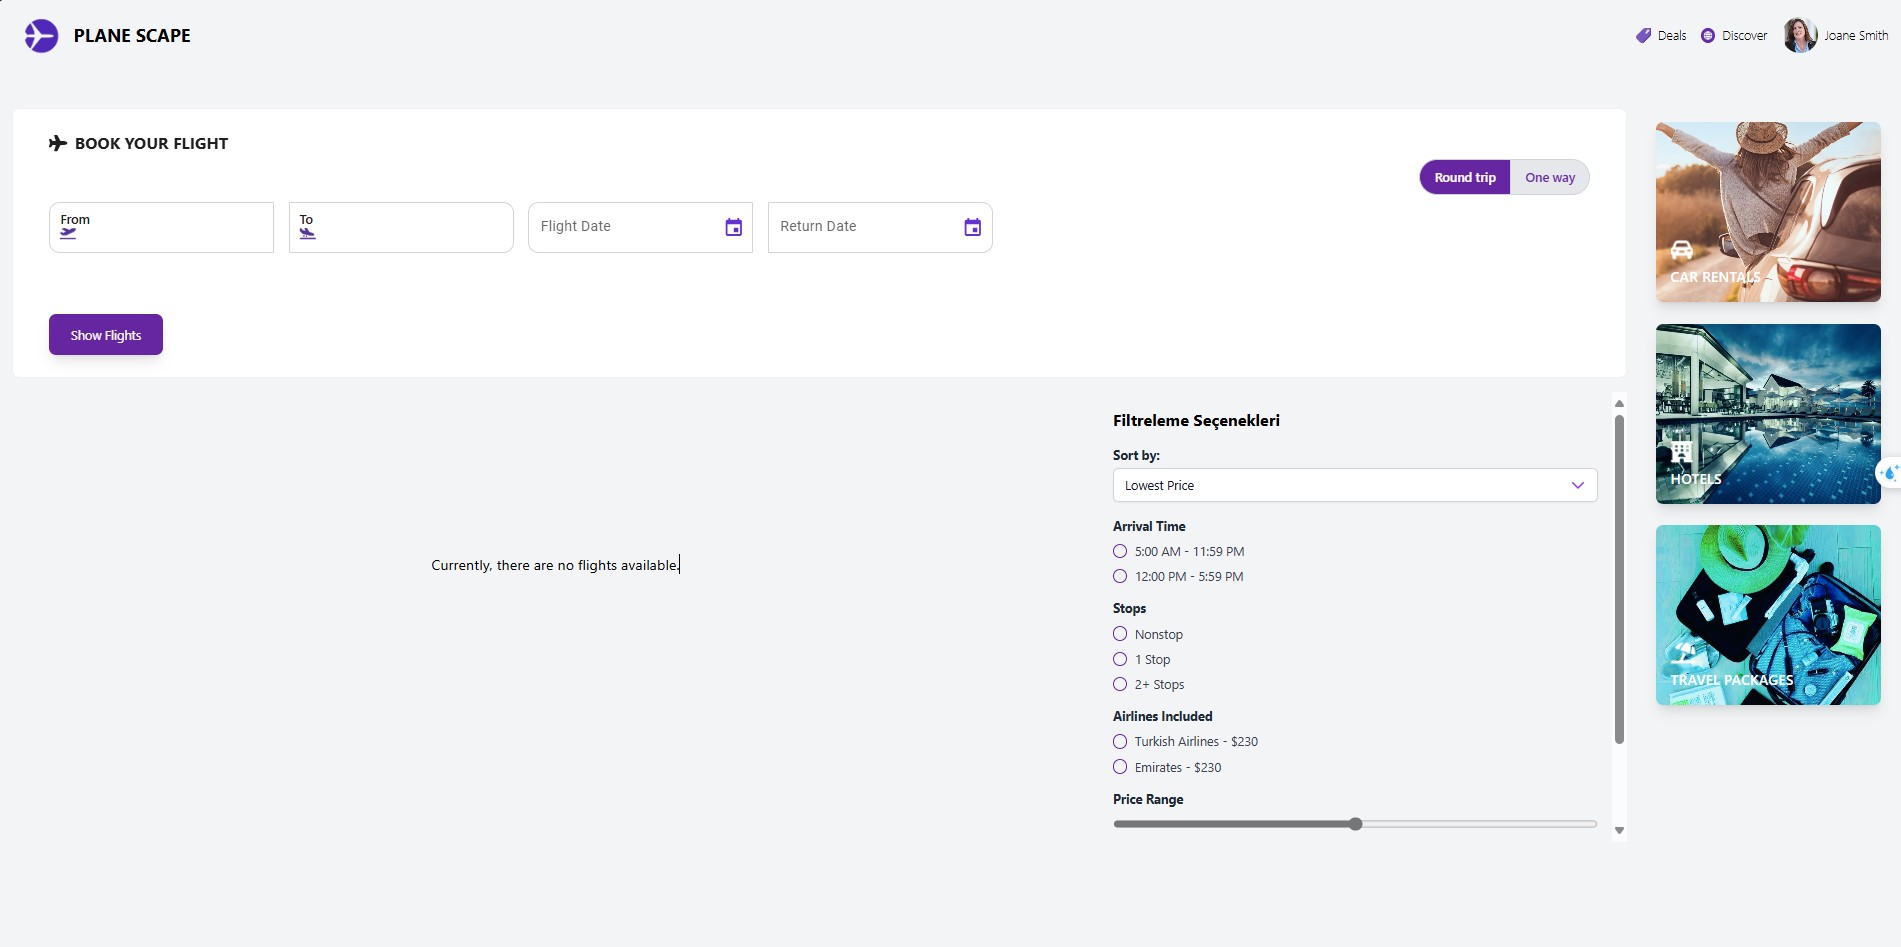 PLANE SCAPE
Deals
Discover
Joane Smith
BOOK YOUR FLIGHT
Round trip
One way
From
To
Flight Date
Return Date
Show Flights
Currently, there are no flights available.
Filtreleme Seçenekleri
Sort by:
Lowest Price
Arrival Time
5:00 AM - 11:59 PM
12:00 PM - 5:59 PM
Stops
Nonstop
1 Stop
2+ Stops
Airlines Included
Turkish Airlines - $230
Emirates - $230
Price Range
CAR RENTALS
HOTELS
TRAVEL PACKAGES